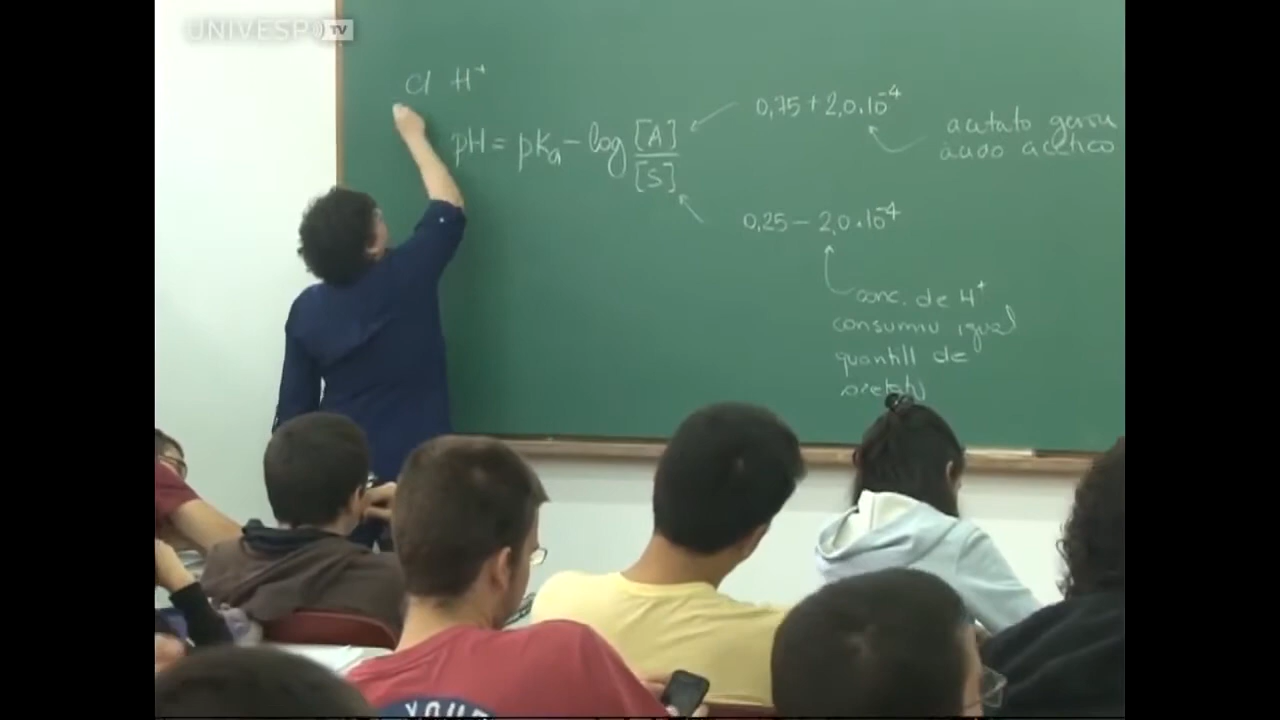 UNIVESP TV
Cl H⁺
pH = pKa - log [A]/[S]
0,75 + 2,0.10⁻⁴
acetato gerou
ácido acético
0,25 - 2,0.10⁻⁴
conc. de H⁺
consumiu igual
de
YOUR